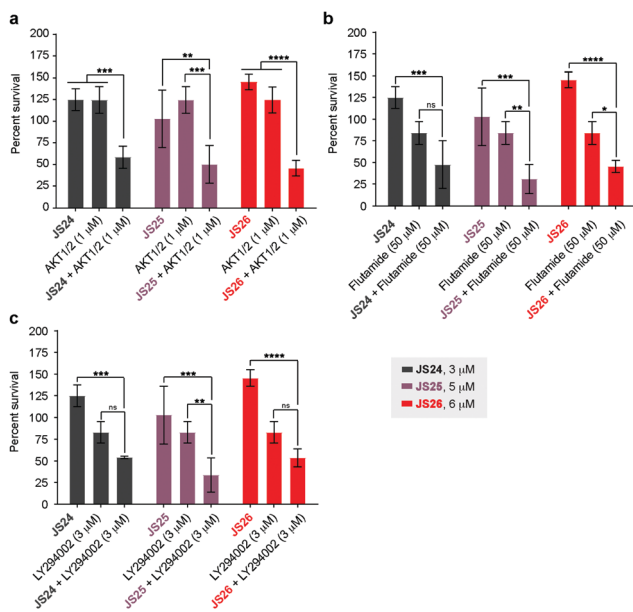 a
Percent survival
200
175
150
125
100
75
50
25
0
***
**
***
****
JS24
AKT1/2 (1 μM)
JS24 + AKT1/2 (1 μM)
JS25
AKT1/2 (1 μM)
JS25 + AKT1/2 (1 μM)
JS26
AKT1/2 (1 μM)
JS26 + AKT1/2 (1 μM)
b
Percent survival
200
175
150
125
100
75
50
25
0
***
ns
***
**
****
*
JS24
Flutamide (50 μM)
JS24 + Flutamide (50 μM)
JS25
Flutamide (50 μM)
JS25 + Flutamide (50 μM)
JS26
Flutamide (50 μM)
JS26 + Flutamide (50 μM)
c
Percent survival
200
175
150
125
100
75
50
25
0
***
ns
***
**
****
ns
JS24
LY294002 (3 μM)
JS24 + LY294002 (3 μM)
JS25
LY294002 (3 μM)
JS25 + LY294002 (3 μM)
JS26
LY294002 (3 μM)
JS26 + LY294002 (3 μM)
JS24, 3 μM
JS25, 5 μM
JS26, 6 μM